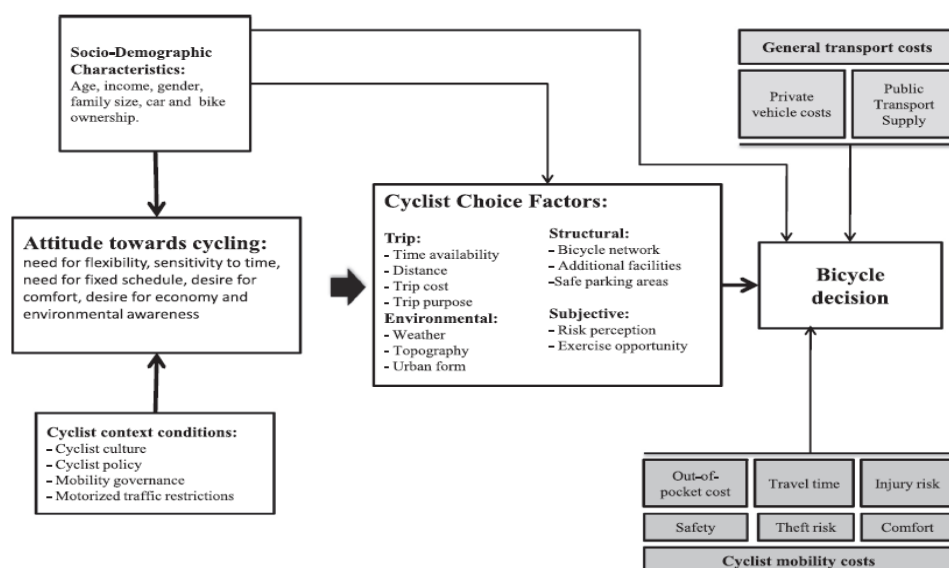 Socio-Demographic
Characteristics:
Age, income, gender,
family size, car and bike
ownership.
General transport costs
Private
vehicle costs
Public
Transport
Supply
Attitude towards cycling:
need for flexibility, sensitivity to time,
need for fixed schedule, desire for
comfort, desire for economy and
environmental awareness
Cyclist Choice Factors:
Trip:
- Time availability
- Distance
- Trip cost
- Trip purpose
Environmental:
- Weather
- Topography
- Urban form
Structural:
- Bicycle network
- Additional facilities
-Safe parking areas
Subjective:
- Risk perception
- Exercise opportunity
Bicycle
decision
Cyclist context conditions:
- Cyclist culture
- Cyclist policy
- Mobility governance
- Motorized traffic restrictions
Out-of-
pocket cost
Travel time
Injury risk
Safety
Theft risk
Comfort
Cyclist mobility costs